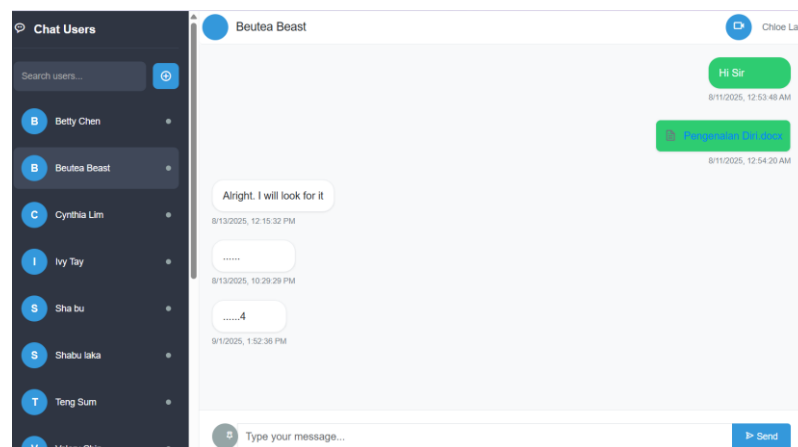 Chat Users
Search users...
B Betty Chen
B Beutea Beast
C Cynthia Lim
I Ivy Tay
S Sha bu
S Shabu laka
T Teng Sum
V
Beutea Beast
Chloe La
Hi Sir
8/11/2025, 12:53:48 AM
Pengenalan Diri.docx
8/11/2025, 12:54:20 AM
Alright. I will look for it
8/13/2025, 12:15:32 PM
......
8/13/2025, 10:29:29 PM
......4
9/1/2025, 1:52:36 PM
Type your message...
Send